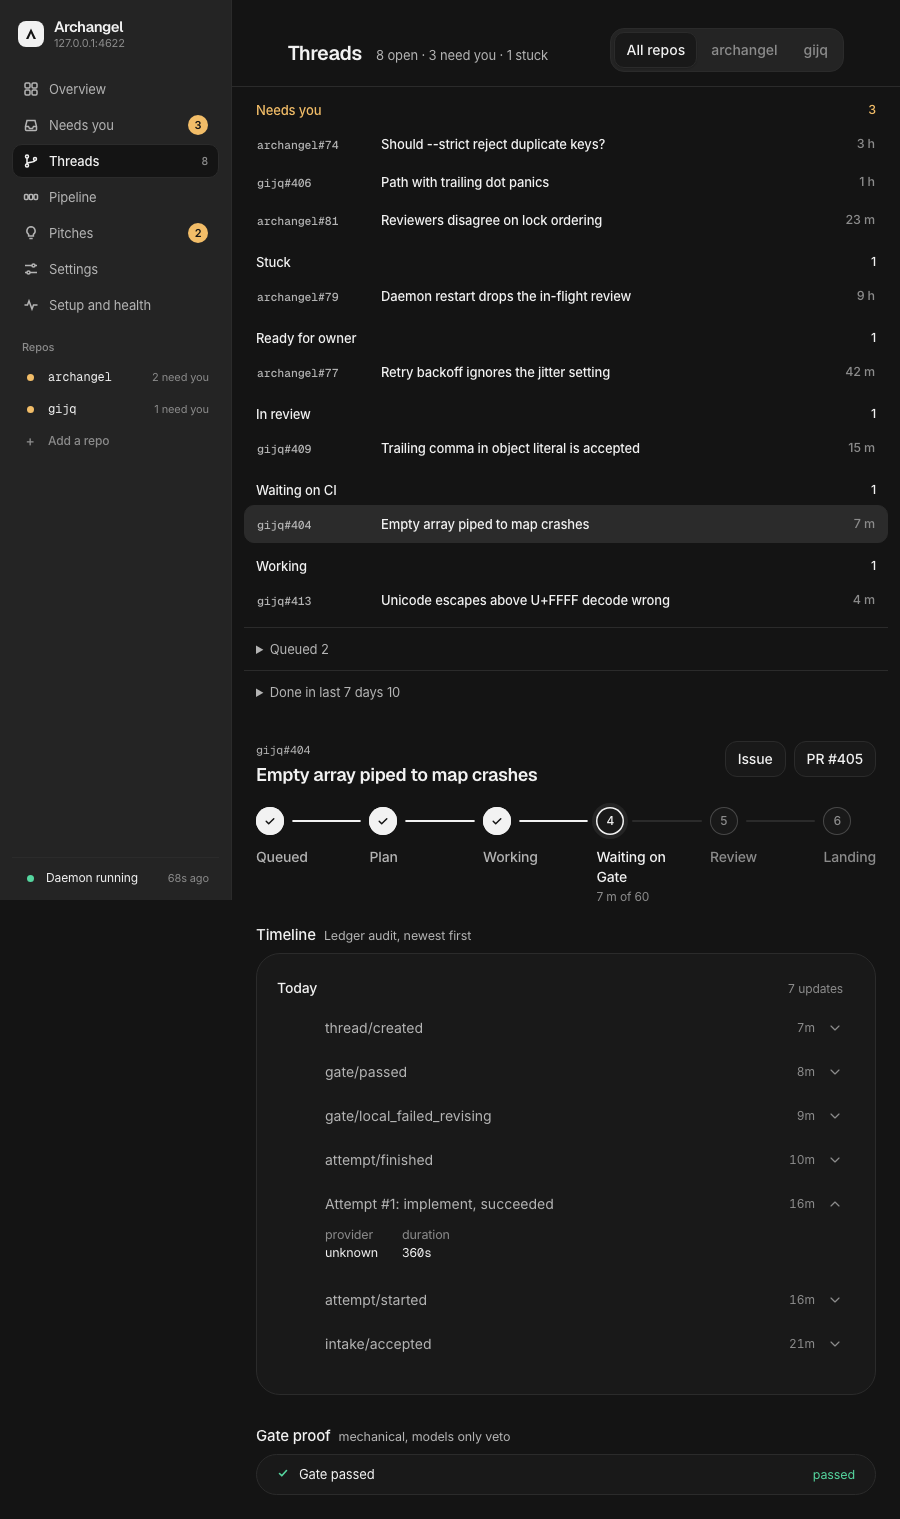 Archangel
127.0.0.1:4622
Overview
Needs you 3
Threads 8
Pipeline
Pitches 2
Settings
Setup and health
Repos
archangel 2 need you
gijq 1 need you
+ Add a repo
Daemon running 68s ago
Threads 8 open · 3 need you · 1 stuck
All repos archangel gijq
Needs you 3
archangel#74 Should --strict reject duplicate keys? 3 h
gijq#406 Path with trailing dot panics 1 h
archangel#81 Reviewers disagree on lock ordering 23 m
Stuck 1
archangel#79 Daemon restart drops the in-flight review 9 h
Ready for owner 1
archangel#77 Retry backoff ignores the jitter setting 42 m
In review 1
gijq#409 Trailing comma in object literal is accepted 15 m
Waiting on CI 1
gijq#404 Empty array piped to map crashes 7 m
Working 1
gijq#413 Unicode escapes above U+FFFF decode wrong 4 m
Queued 2
Done in last 7 days 10
gijq#404
Empty array piped to map crashes
Issue PR #405
4 5 6
Queued Plan Working Waiting on Gate Review Landing
7 m of 60
Timeline Ledger audit, newest first
Today 7 updates
thread/created 7m
gate/passed 8m
gate/local_failed_revising 9m
attempt/finished 10m
Attempt #1: implement, succeeded 16m
provider duration
unknown 360s
attempt/started 16m
intake/accepted 21m
Gate proof mechanical, models only veto
Gate passed passed